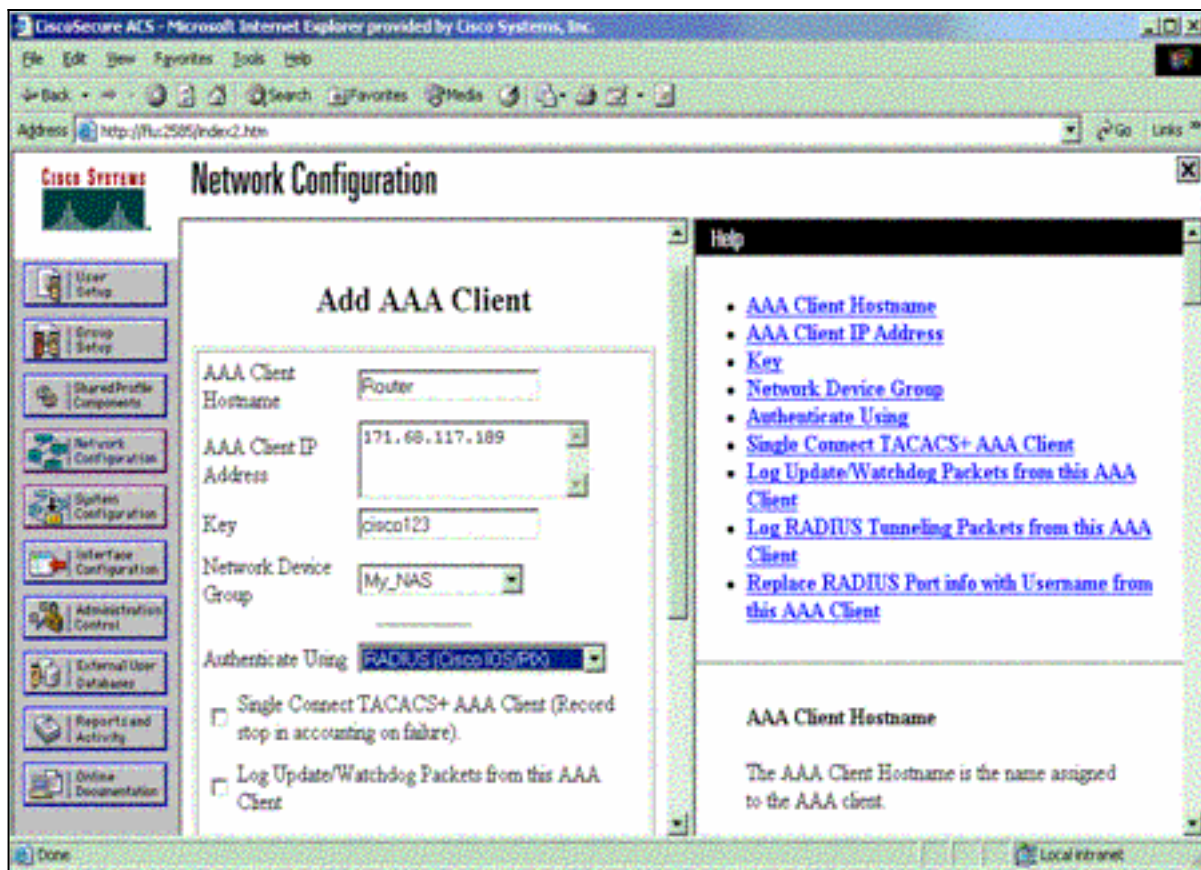 CiscoSecure ACS - Microsoft Internet Explorer provided by Cisco Systems, Inc.
File Edit View Favorites Tools Help
Back Search Favorites Media
Address http://flu:2585/index2.htm Go Links »
CISCO SYSTEMS
Network Configuration
User
Setup
Group
Setup
Shared Profile
Components
Network
Configuration
System
Configuration
Interface
Configuration
Administration
Control
External User
Databases
Reports and
Activity
Online
Documentation
Add AAA Client
AAA Client
Hostname
Router
AAA Client IP
Address
171.68.117.189
Key
cisco123
Network Device
Group
My_NAS
Authenticate Using
RADIUS (Cisco IOS/PIX)
Single Connect TACACS+ AAA Client (Record
stop in accounting on failure).
Log Update/Watchdog Packets from this AAA
Client
Help
• AAA Client Hostname
• AAA Client IP Address
• Key
• Network Device Group
• Authenticate Using
• Single Connect TACACS+ AAA Client
• Log Update/Watchdog Packets from this AAA
Client
• Log RADIUS Tunneling Packets from this AAA
Client
• Replace RADIUS Port info with Username from
this AAA Client
AAA Client Hostname
The AAA Client Hostname is the name assigned
to the AAA client.
Done
Local intranet